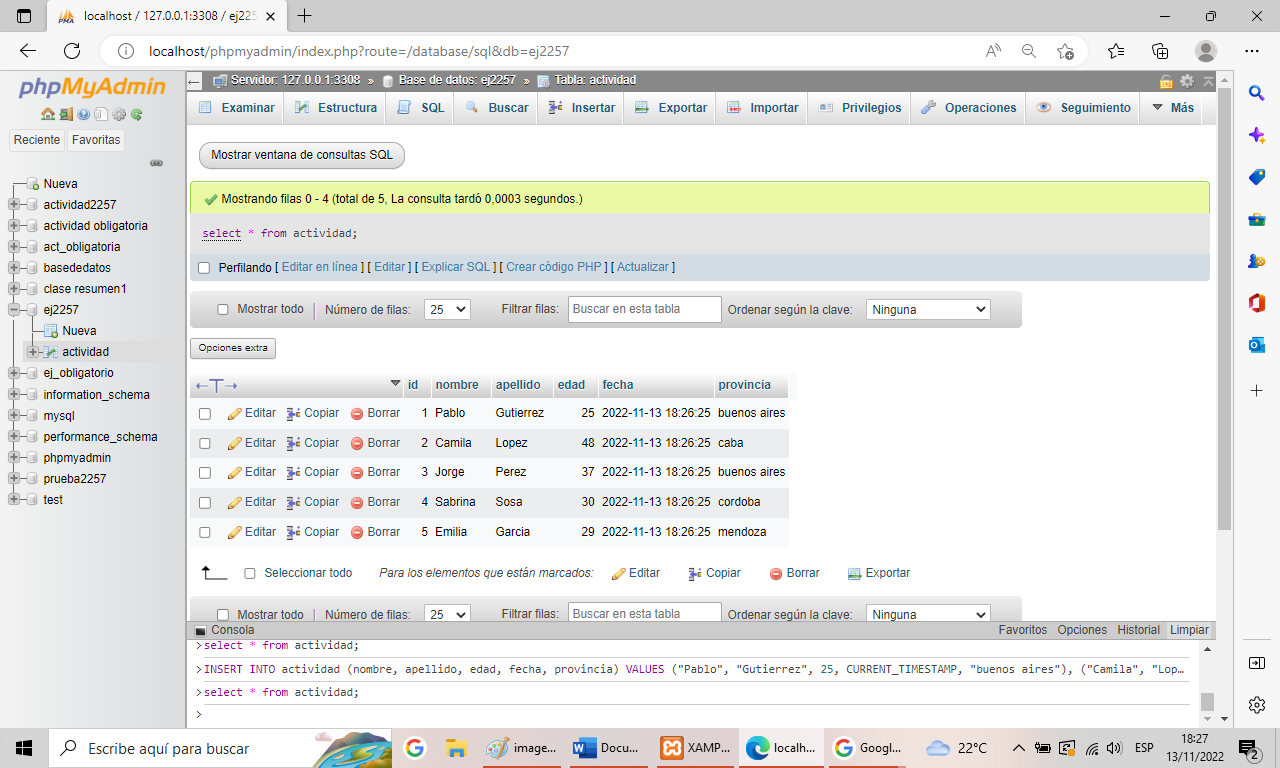 localhost / 127.0.0.1:3308 / ej225
localhost/phpmyadmin/index.php?route=/database/sql&db=ej2257
phpMyAdmin
Reciente Favoritas
Nueva
actividad2257
actividad obligatoria
act_obligatoria
basededatos
clase resumen1
ej2257
Nueva
actividad
ej_obligatorio
information_schema
mysql
performance_schema
phpmyadmin
prueba2257
test
Servidor: 127.0.0.1:3308 » Base de datos: ej2257 » Tabla: actividad
Examinar Estructura SQL Buscar Insertar Exportar Importar Privilegios Operaciones Seguimiento Más
Mostrar ventana de consultas SQL
Mostrando filas 0 - 4 (total de 5, La consulta tardó 0,0003 segundos.)
select * from actividad;
Perfilando [ Editar en línea ] [ Editar ] [ Explicar SQL ] [ Crear código PHP ] [ Actualizar ]
Mostrar todo | Número de filas: 25 Filtrar filas: Buscar en esta tabla Ordenar según la clave: Ninguna
Opciones extra
←T→ id nombre apellido edad fecha provincia
Editar Copiar Borrar 1 Pablo Gutierrez 25 2022-11-13 18:26:25 buenos aires
Editar Copiar Borrar 2 Camila Lopez 48 2022-11-13 18:26:25 caba
Editar Copiar Borrar 3 Jorge Perez 37 2022-11-13 18:26:25 buenos aires
Editar Copiar Borrar 4 Sabrina Sosa 30 2022-11-13 18:26:25 cordoba
Editar Copiar Borrar 5 Emilia Garcia 29 2022-11-13 18:26:25 mendoza
Seleccionar todo Para los elementos que están marcados: Editar Copiar Borrar Exportar
Mostrar todo | Número de filas: 25 Filtrar filas: Buscar en esta tabla Ordenar según la clave: Ninguna
Consola Favoritos Opciones Historial Limpiar
>select * from actividad;
>INSERT INTO actividad (nombre, apellido, edad, fecha, provincia) VALUES ("Pablo", "Gutierrez", 25, CURRENT_TIMESTAMP, "buenos aires"), ("Camila", "Lop…
>select * from actividad;
>
Escribe aquí para buscar
image... Docu... XAMP... localh... Googl...
22°C ESP 18:27
13/11/2022 2